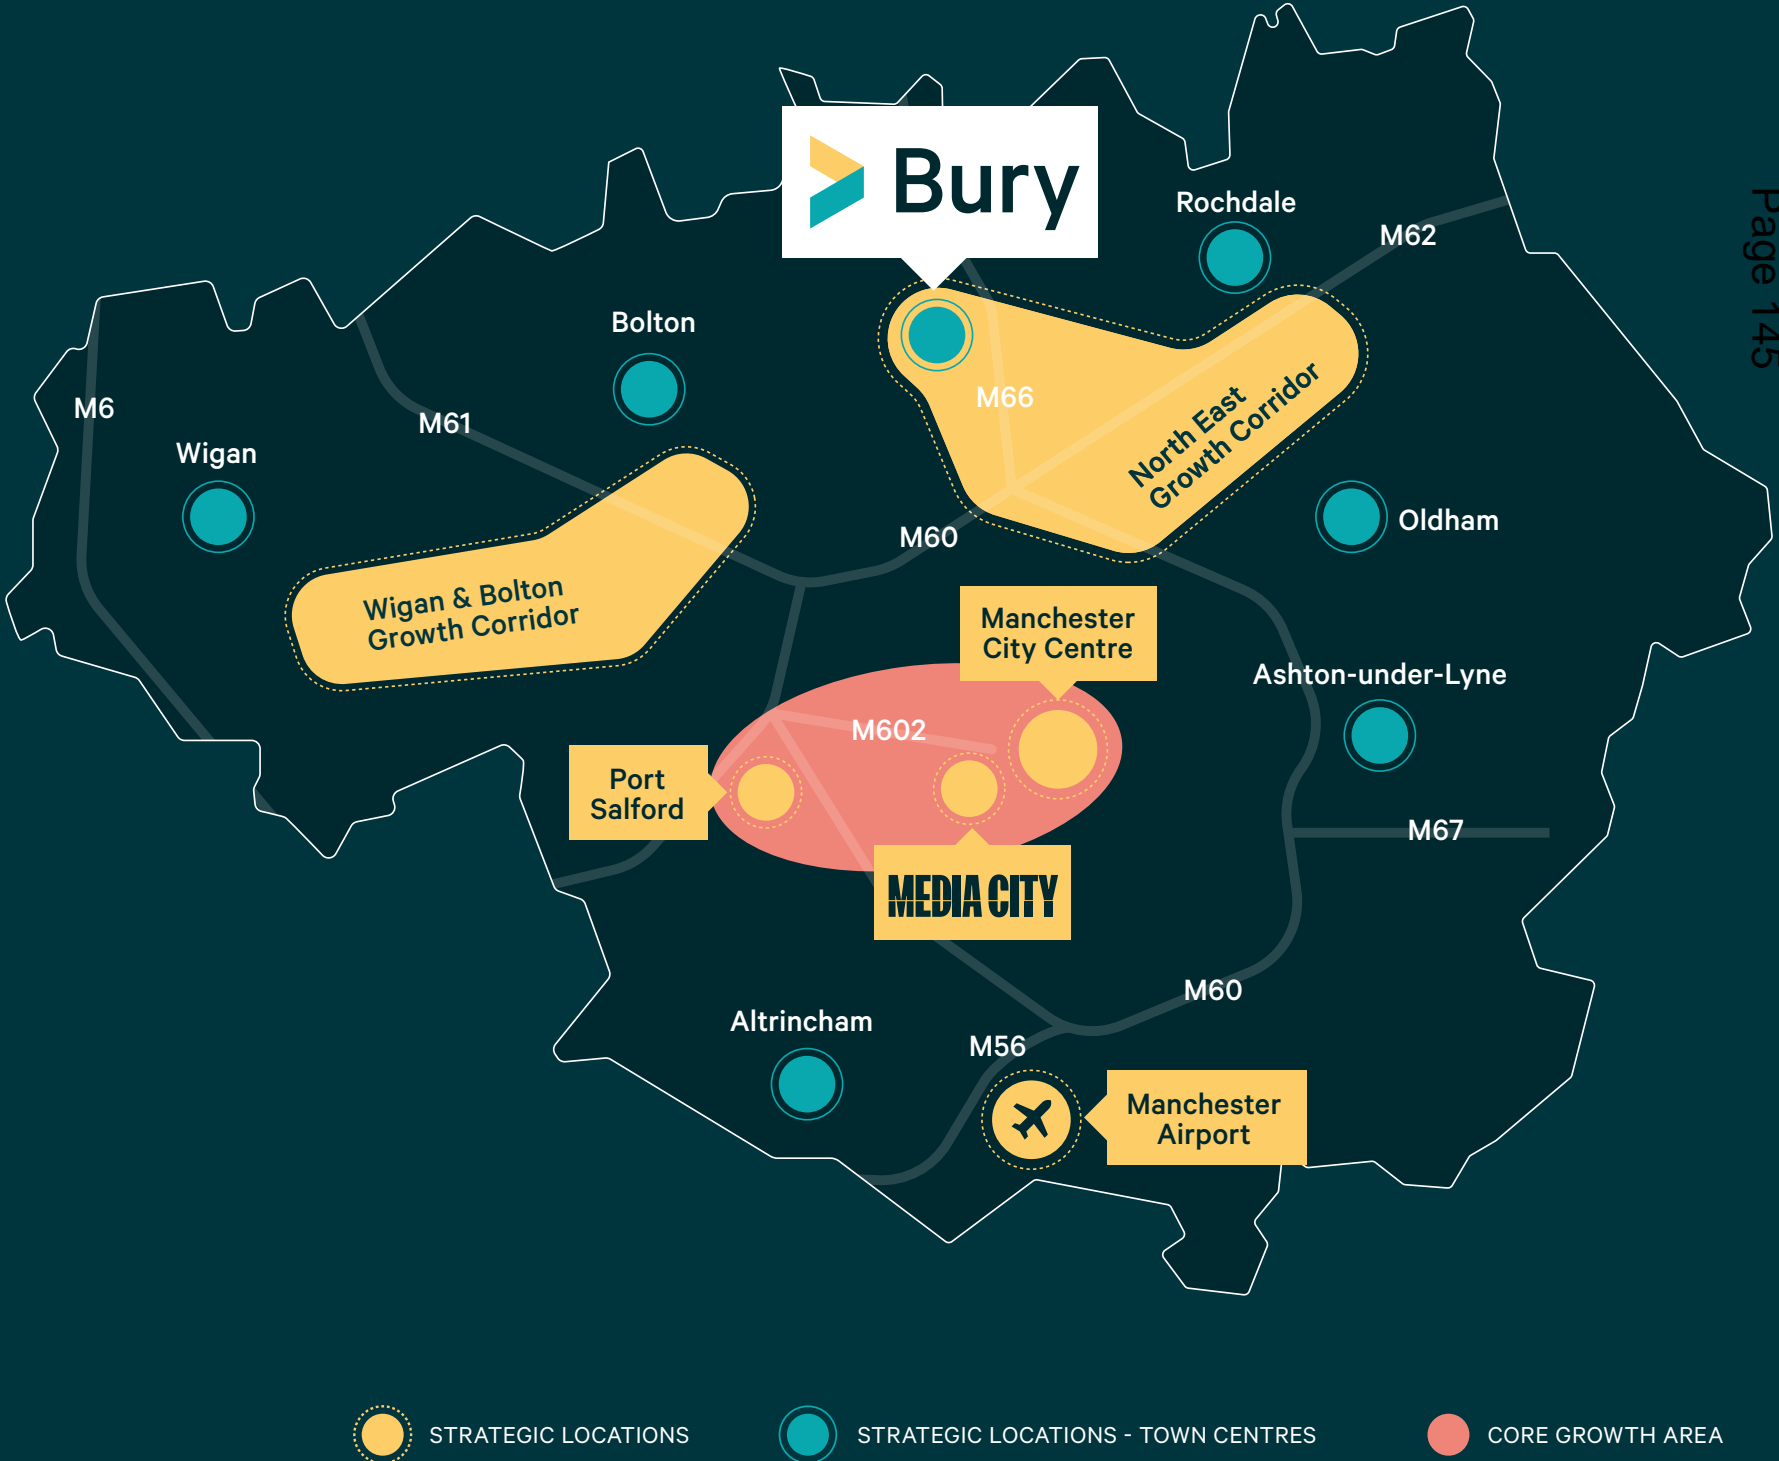 Bury
Rochdale
M62
Page 145
Bolton
M66
M6
M61
North East
Growth Corridor
Wigan
Oldham
M60
Wigan & Bolton
Growth Corridor
Manchester
City Centre
Ashton-under-Lyne
M602
Port
Salford
M67
MEDIA CITY
M60
Altrincham
M56
Manchester
Airport
STRATEGIC LOCATIONS
STRATEGIC LOCATIONS - TOWN CENTRES
CORE GROWTH AREA